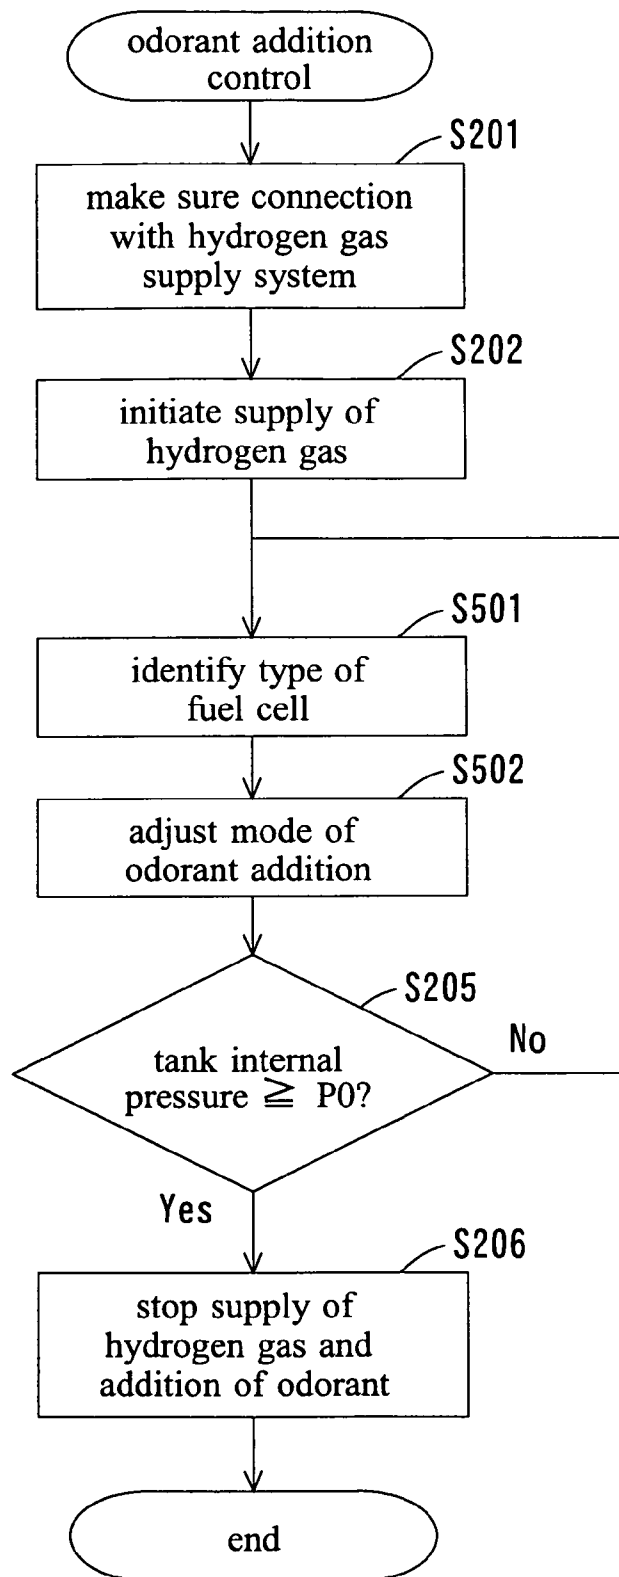 odorant addition
control
S201
make sure connection
with hydrogen gas
supply system
S202
initiate supply of
hydrogen gas
S501
identify type of
fuel cell
S502
adjust mode of
odorant addition
S205
tank internal
pressure ≧ P0?
No
Yes
S206
stop supply of
hydrogen gas and
addition of odorant
end